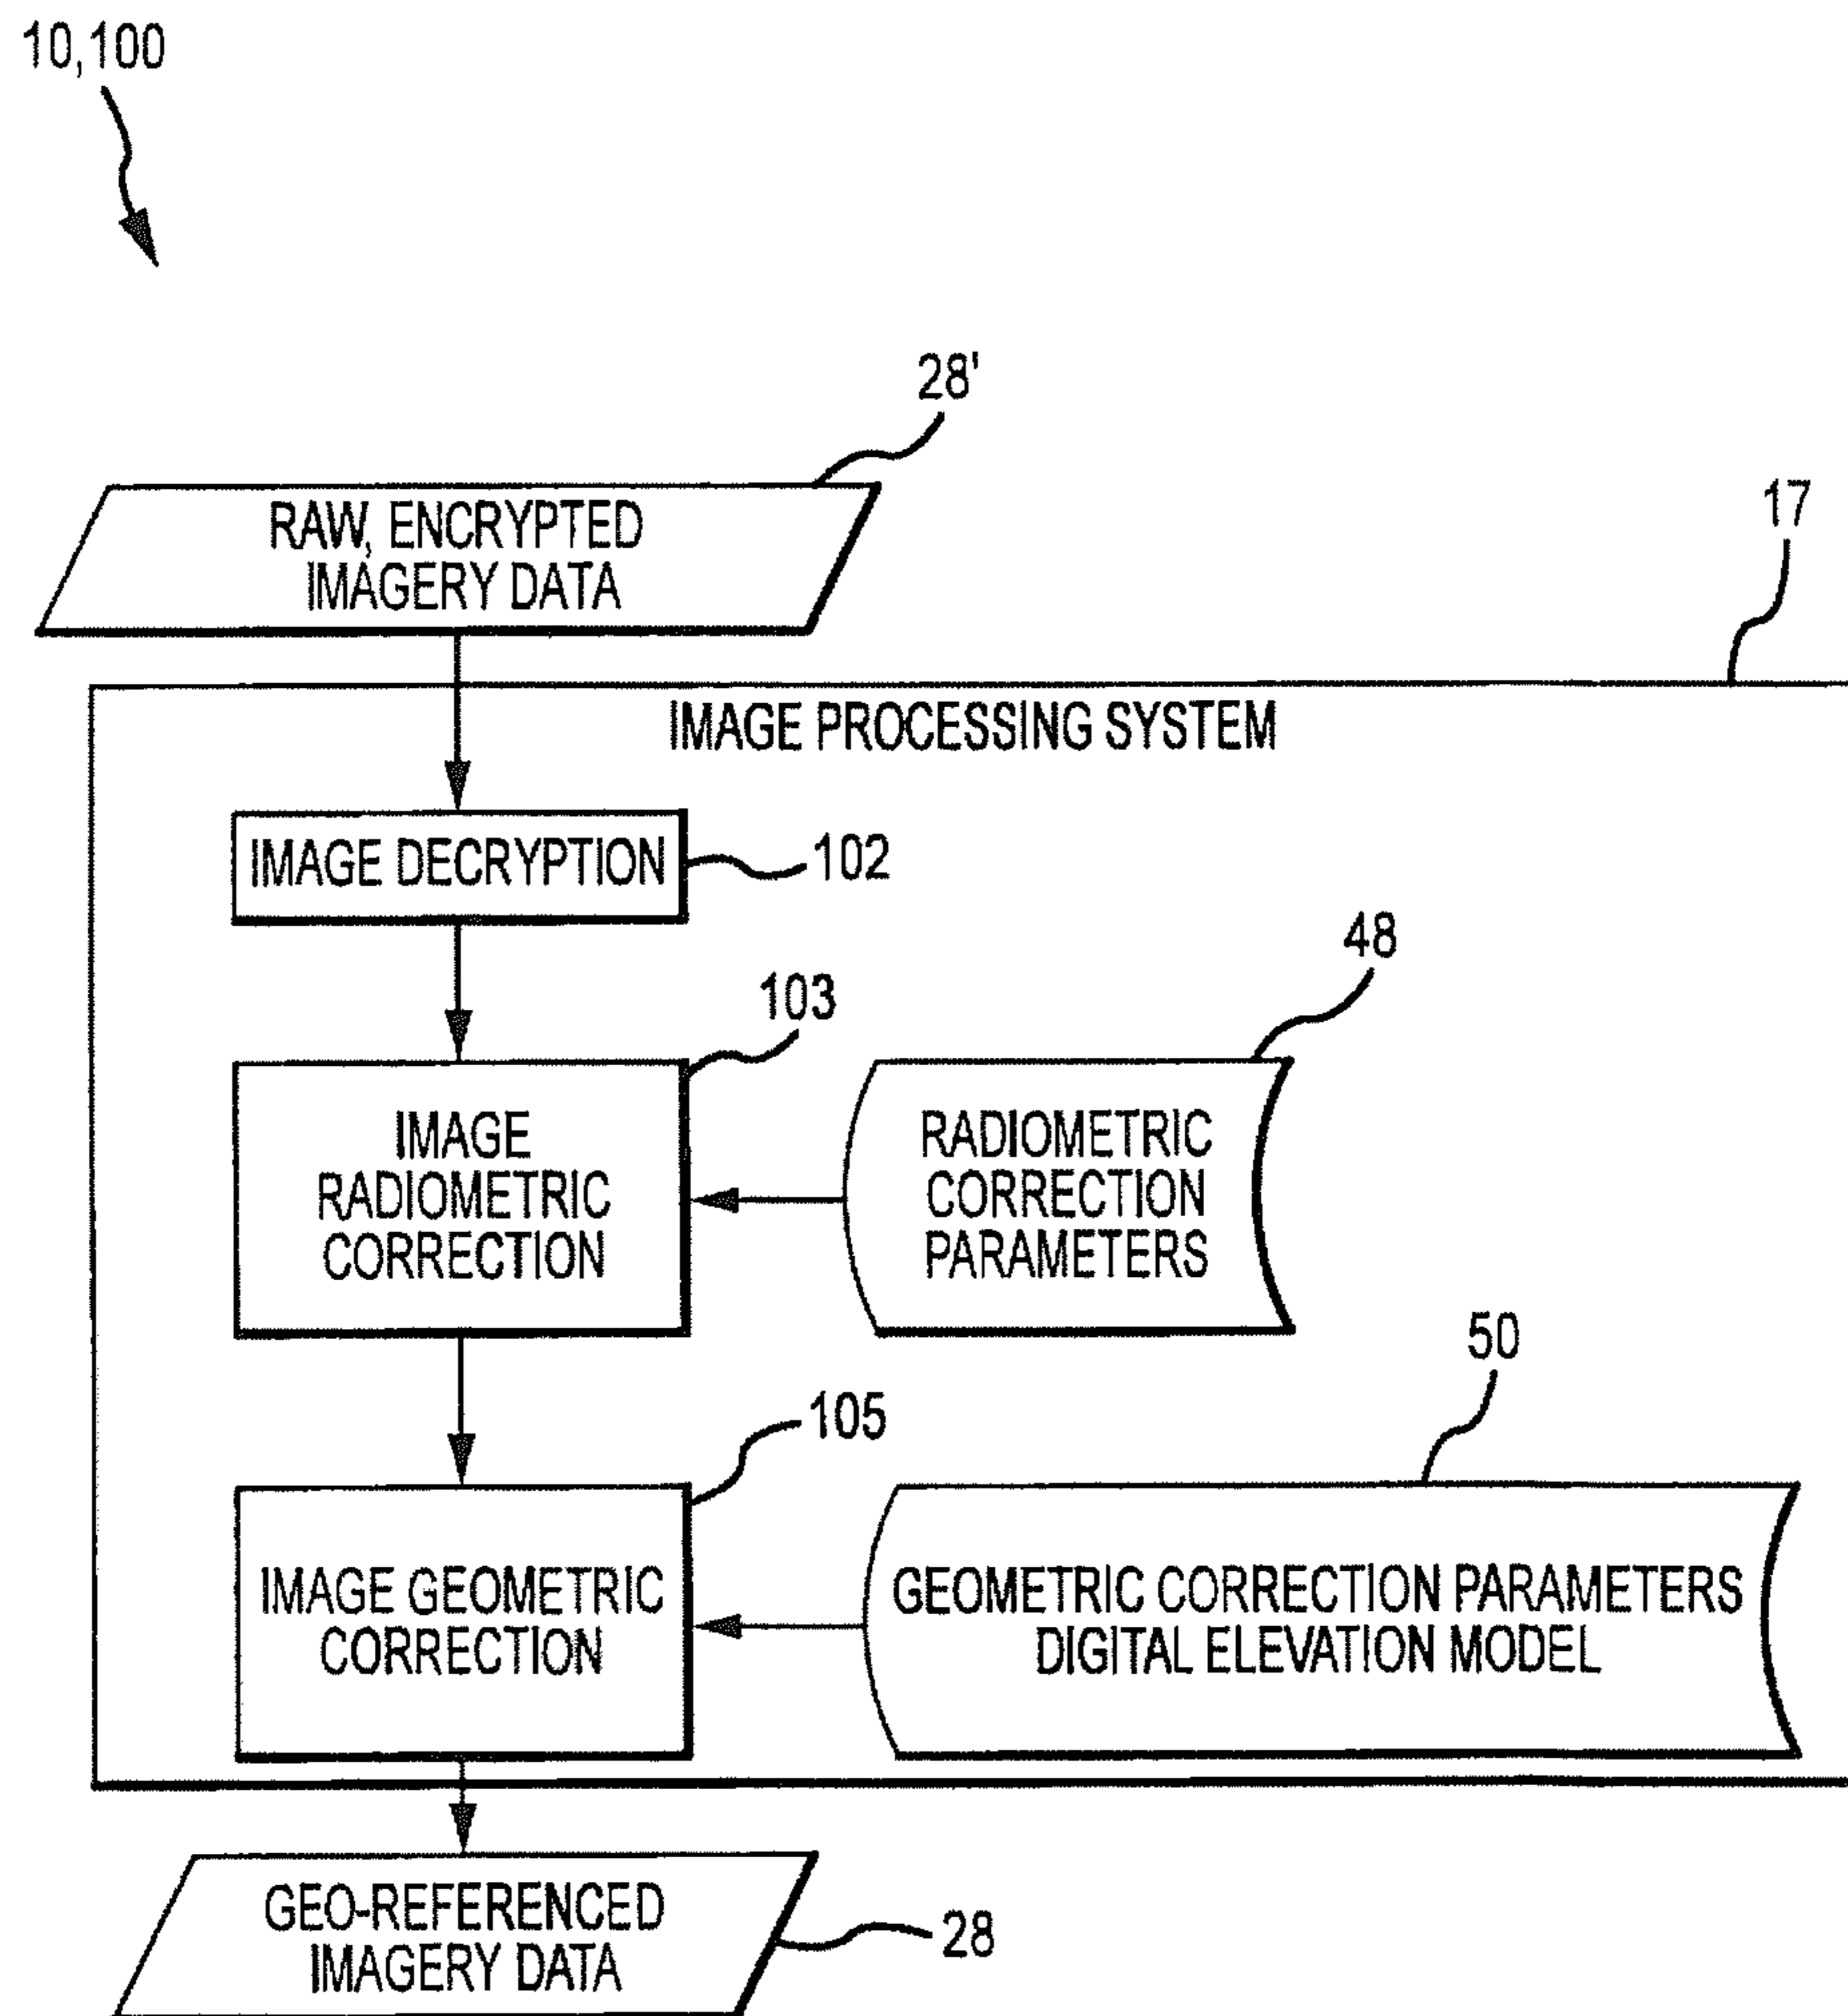 10,100
28'
RAW, ENCRYPTED
IMAGERY DATA
17
IMAGE PROCESSING SYSTEM
IMAGE DECRYPTION
102
48
103
IMAGE
RADIOMETRIC
CORRECTION
RADIOMETRIC
CORRECTION
PARAMETERS
50
105
IMAGE GEOMETRIC
CORRECTION
GEOMETRIC CORRECTION PARAMETERS
DIGITAL ELEVATION MODEL
GEO-REFERENCED
IMAGERY DATA
28